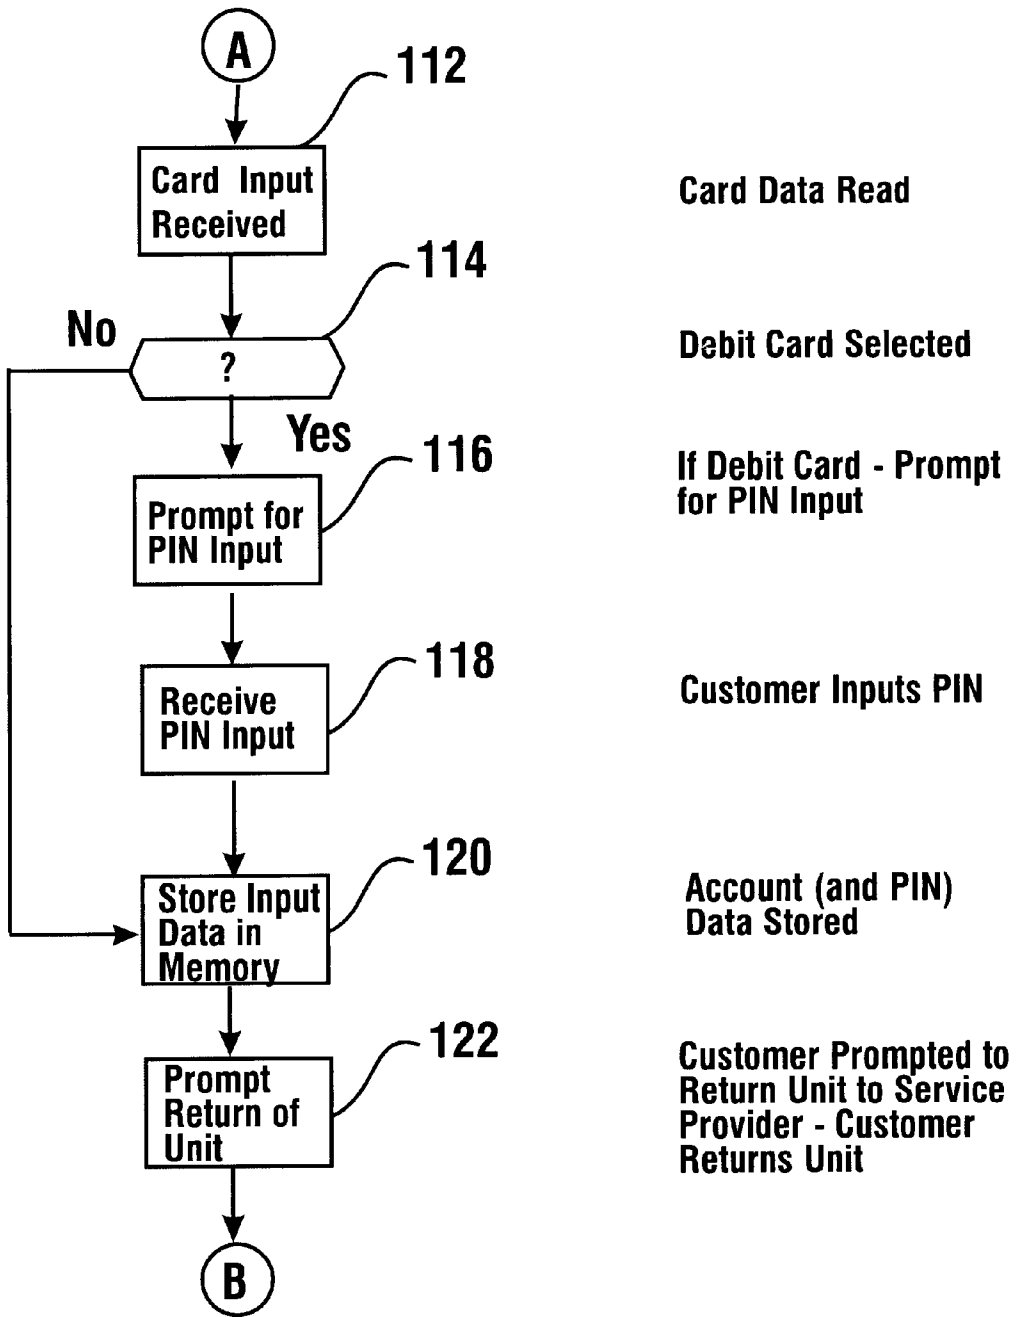 A
112
Card Input
Received
Card Data Read
114
No
?
Debit Card Selected
Yes
116
If Debit Card - Prompt
for PIN Input
Prompt for
PIN Input
118
Receive
PIN Input
Customer Inputs PIN
120
Store Input
Data in
Memory
Account (and PIN)
Data Stored
122
Prompt
Return of
Unit
Customer Prompted to
Return Unit to Service
Provider - Customer
Returns Unit
B